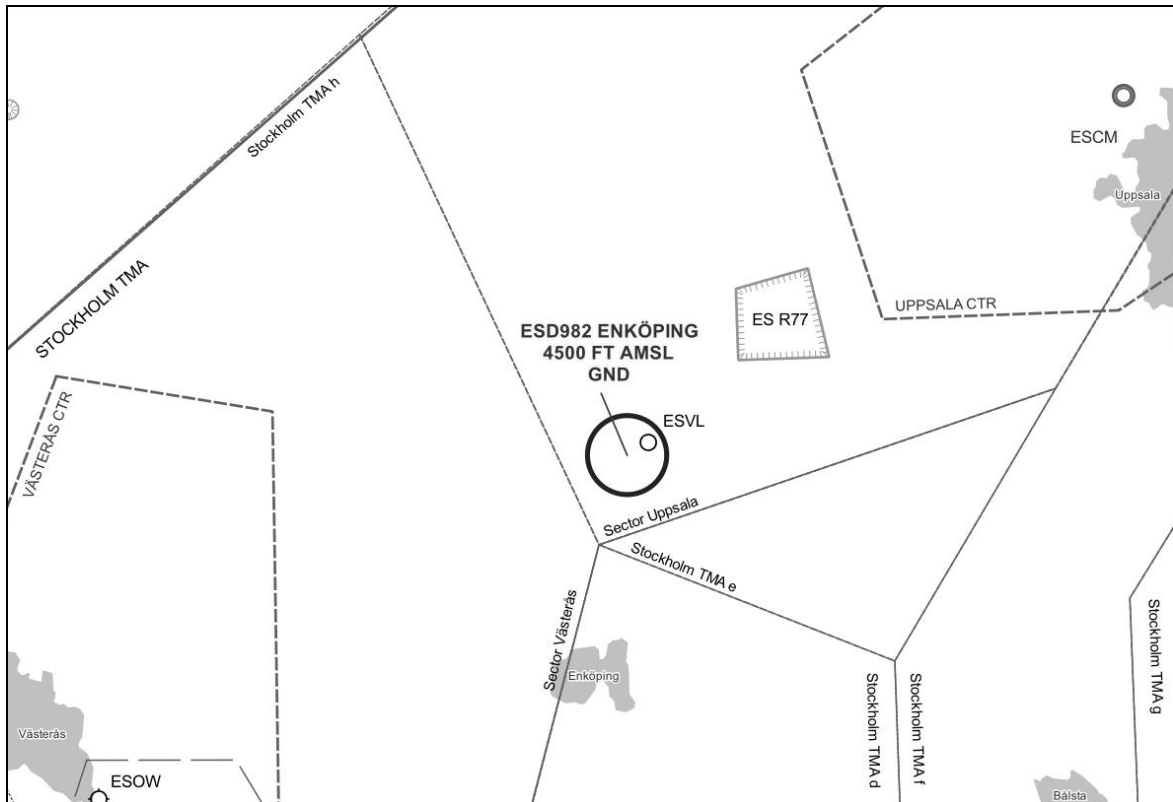 Stockholm TMA h
STOCKHOLM TMA
ESCM
Uppsala
UPPSALA CTR
ES R77
ESD982 ENKÖPING
4500 FT AMSL
GND
ESVL
VÄSTERÅS CTR
Sector Uppsala
Stockholm TMA e
Sector Västerås
Enköping
Stockholm TMA d
Stockholm TMA f
Stockholm TMA g
Västerås
ESOW
Bålsta